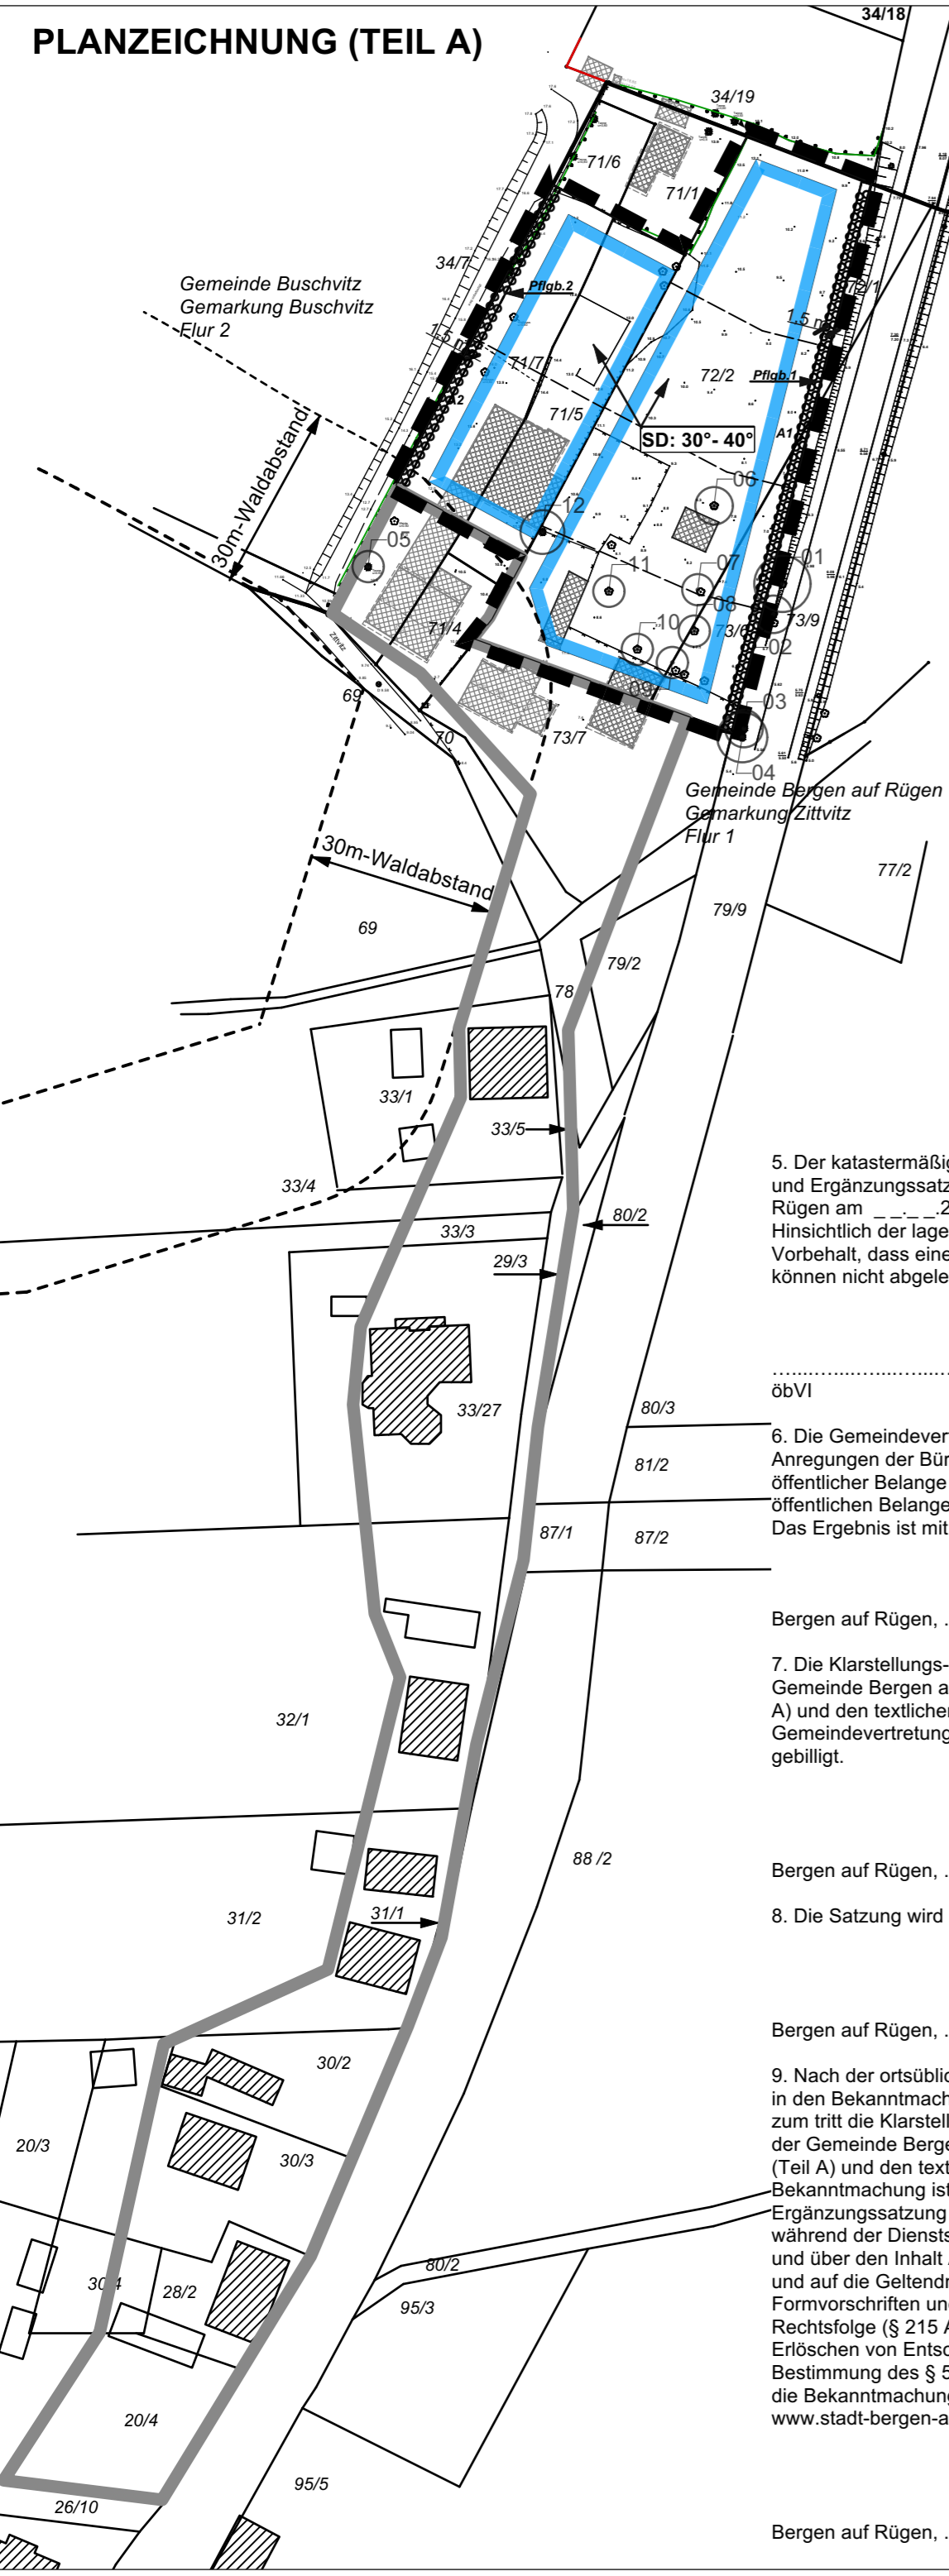 PLANZEICHNUNG (TEIL A)
34/18
34/19
71/6
71/1
34/7
Gemeinde Buschvitz
Gemarkung Buschvitz
Flur 2
Pflgb.2
72/1
1,5 m
1,5 m
71/7
72/2
Pflgb.1
A2
71/5
SD: 30°- 40°
A1
30m-Waldabstand
06
12
05
11
07
01
08
10
73/6
73/9
02
71/4
09
Zittvitz
69
70
73/7
03
04
Gemeinde Bergen auf Rügen
Gemarkung Zittvitz
Flur 1
30m-Waldabstand
77/2
79/9
69
79/2
78
33/1
33/5
33/4
80/2
33/3
29/3
33/27
80/3
81/2
87/1
87/2
32/1
88 /2
31/2
31/1
30/2
20/3
30/3
80/2
30/4
28/2
95/3
20/4
95/5
26/10
5. Der katastermäßig
und Ergänzungssatz
Rügen am _ _._ _.2
Hinsichtlich der lage
Vorbehalt, dass eine
können nicht abgele
öbVI
6. Die Gemeindever
Anregungen der Bür
öffentlicher Belange
öffentlichen Belange
Das Ergebnis ist mit
Bergen auf Rügen, .
7. Die Klarstellungs-
Gemeinde Bergen a
A) und den textlicher
Gemeindevertretung
gebilligt.
Bergen auf Rügen, .
8. Die Satzung wird
Bergen auf Rügen, .
9. Nach der ortsüblic
in den Bekanntmach
zum tritt die Klarstell
der Gemeinde Berge
(Teil A) und den text
Bekanntmachung ist
Ergänzungssatzung
während der Diensts
und über den Inhalt
und auf die Geltendr
Formvorschriften und
Rechtsfolge (§ 215 A
Erlöschen von Entsc
Bestimmung des § 5
die Bekanntmachung
www.stadt-bergen-a
Bergen auf Rügen, .